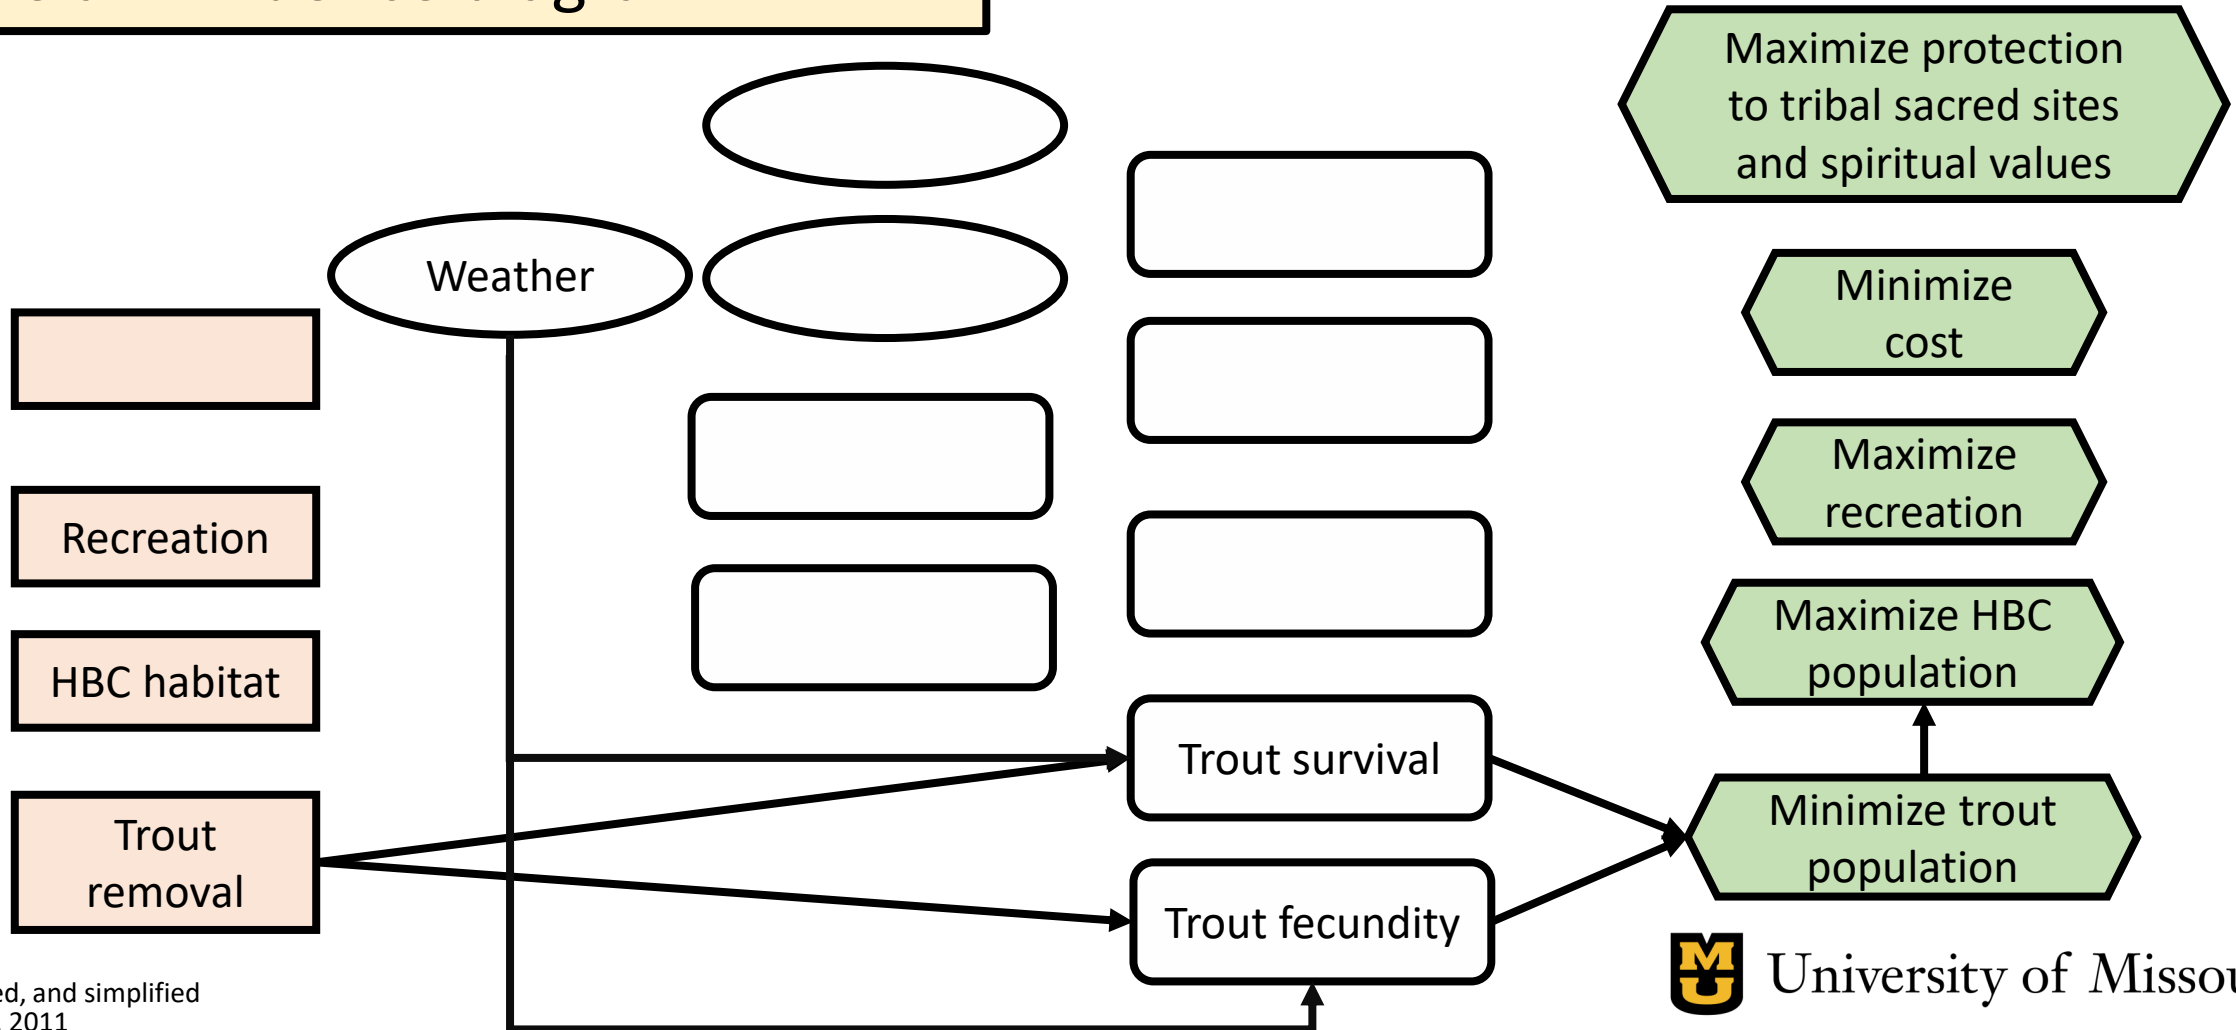 Maximize protection
to tribal sacred sites
and spiritual values
Weather
Minimize
cost
Maximize
recreation
Recreation
Maximize HBC
population
HBC habitat
Trout survival
Minimize trout
population
Trout
removal
Trout fecundity
MU
University of Missou
ed, and simplified
2011